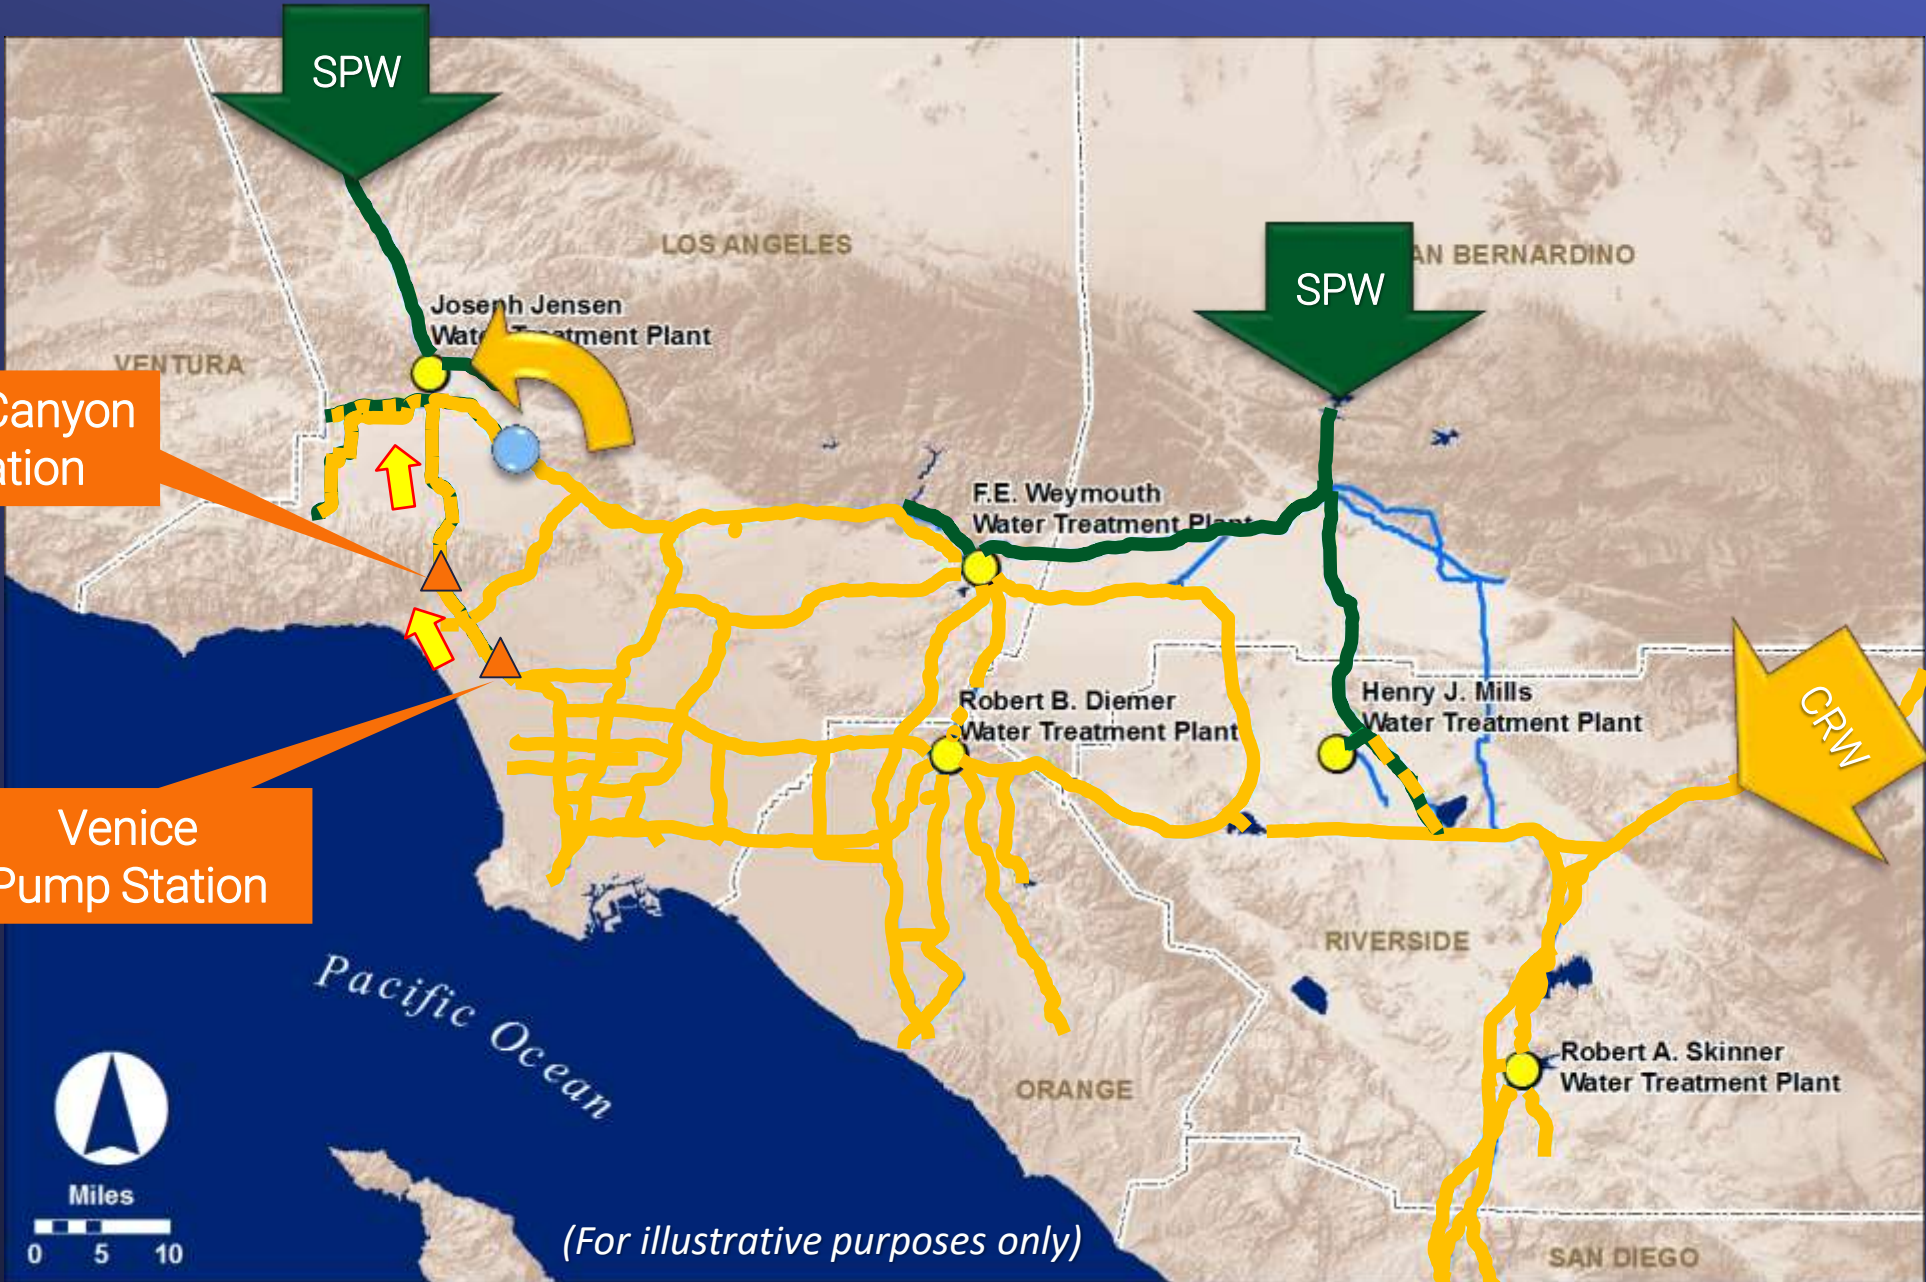 SPW
LOS ANGELES
SPW
AN BERNARDINO
Joseph Jensen
Water Treatment Plant
VENTURA
Canyon
ation
F.E. Weymouth
Water Treatment Plant
Robert B. Diemer
Water Treatment Plant
Henry J. Mills
Water Treatment Plant
CRW
Venice
Pump Station
RIVERSIDE
Pacific Ocean
Robert A. Skinner
Water Treatment Plant
ORANGE
Miles
0 5 10
(For illustrative purposes only)
SAN DIEGO